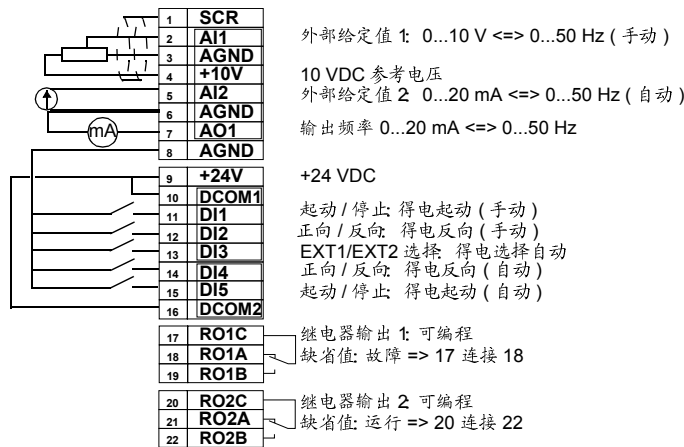 1 SCR
2 AI1 外部给定值 1: 0...10 V <=> 0...50 Hz ( 手动 )
3 AGND
4 +10V 10 VDC 参考电压
5 AI2 外部给定值 2: 0...20 mA <=> 0...50 Hz ( 自动 )
6 AGND
mA 7 AO1 输出频率 0...20 mA <=> 0...50 Hz
8 AGND
9 +24V +24 VDC
10 DCOM1
11 DI1 起动 / 停止: 得电起动 ( 手动 )
12 DI2 正向 / 反向: 得电反向 ( 手动 )
13 DI3 EXT1/EXT2 选择: 得电选择自动
14 DI4 正向 / 反向: 得电反向 ( 自动 )
15 DI5 起动 / 停止: 得电起动 ( 自动 )
16 DCOM2
17 RO1C 继电器输出 1: 可编程
18 RO1A 缺省值: 故障 => 17 连接 18
19 RO1B
20 RO2C 继电器输出 2: 可编程
21 RO2A 缺省值: 运行 => 20 连接 22
22 RO2B